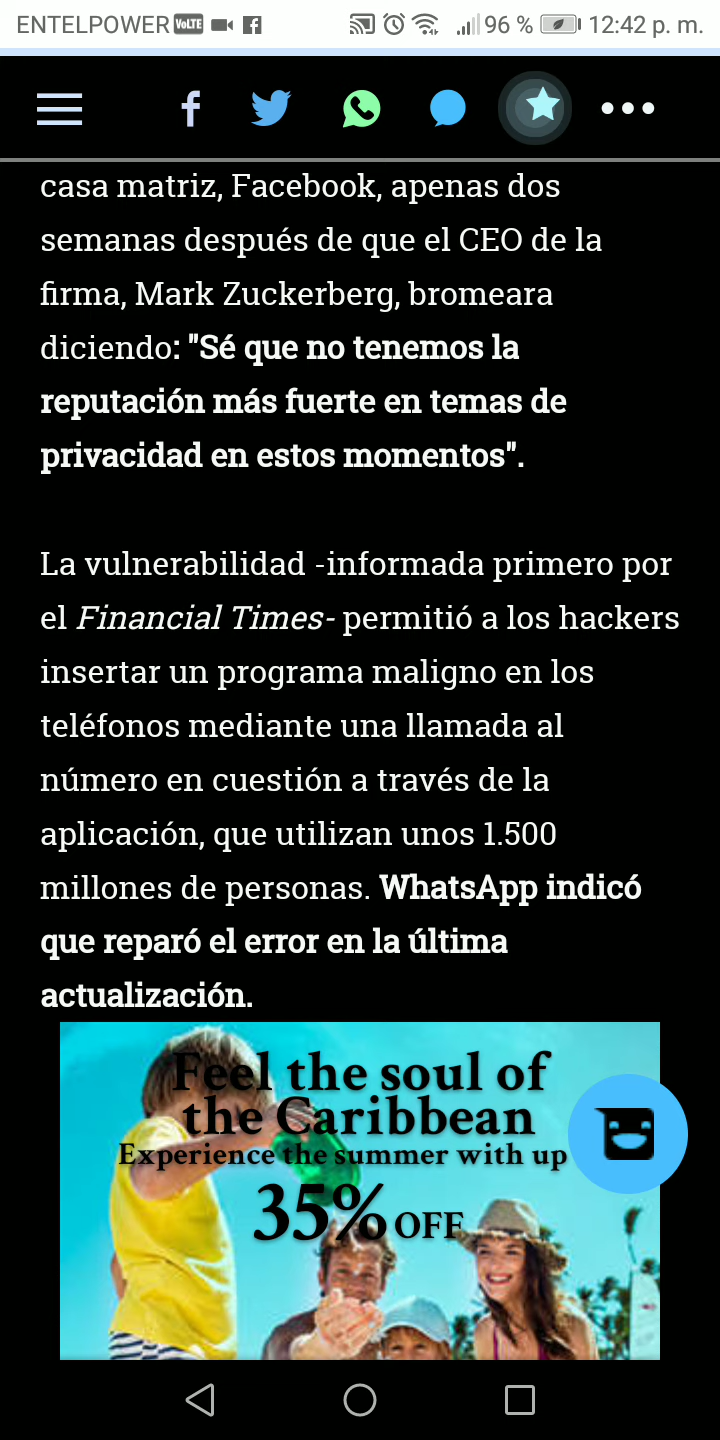 ENTELPOWER VoLTE 96 % 12:42 p. m.
casa matriz, Facebook, apenas dos
semanas después de que el CEO de la
firma, Mark Zuckerberg, bromeara
diciendo: "Sé que no tenemos la
reputación más fuerte en temas de
privacidad en estos momentos".
La vulnerabilidad -informada primero por
el Financial Times- permitió a los hackers
insertar un programa maligno en los
teléfonos mediante una llamada al
número en cuestión a través de la
aplicación, que utilizan unos 1.500
millones de personas. WhatsApp indicó
que reparó el error en la última
actualización.
Feel the soul of
the Caribbean
Experience the summer with up
35% OFF